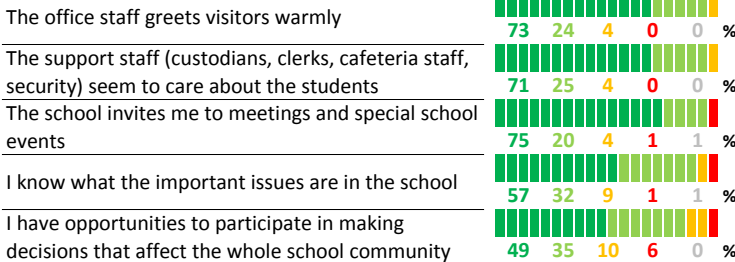 The office staff greets visitors warmly
73 24 4 0 0 %
The support staff (custodians, clerks, cafeteria staff,
security) seem to care about the students
71 25 4 0 0 %
The school invites me to meetings and special school
events
75 20 4 1 1 %
I know what the important issues are in the school
57 32 9 1 1 %
I have opportunities to participate in making
decisions that affect the whole school community
49 35 10 6 0 %